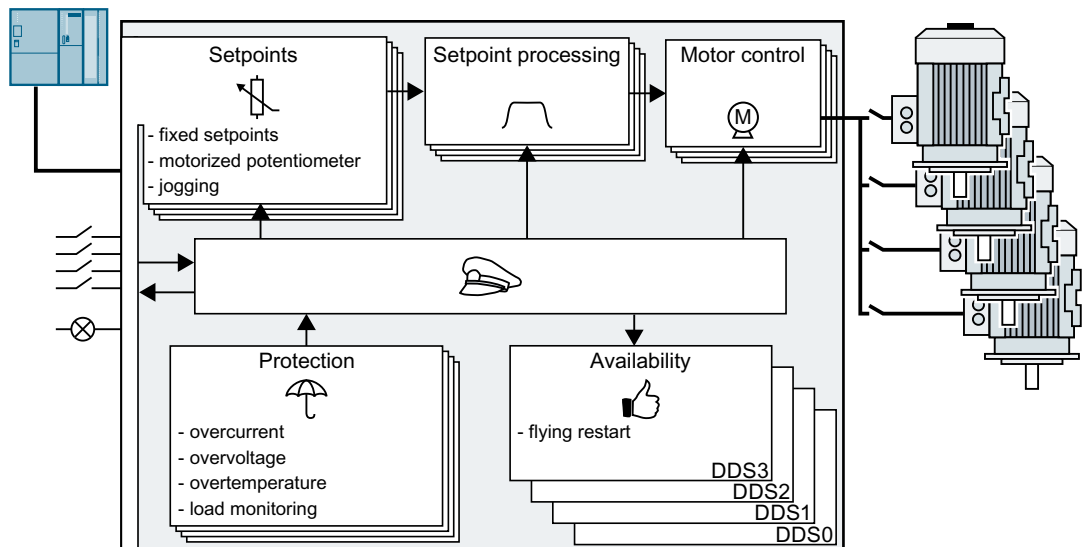 Setpoints
- fixed setpoints
- motorized potentiometer
- jogging
Setpoint processing
Motor control
M
Protection
- overcurrent
- overvoltage
- overtemperature
- load monitoring
Availability
- flying restart
DDS3
DDS2
DDS1
DDS0